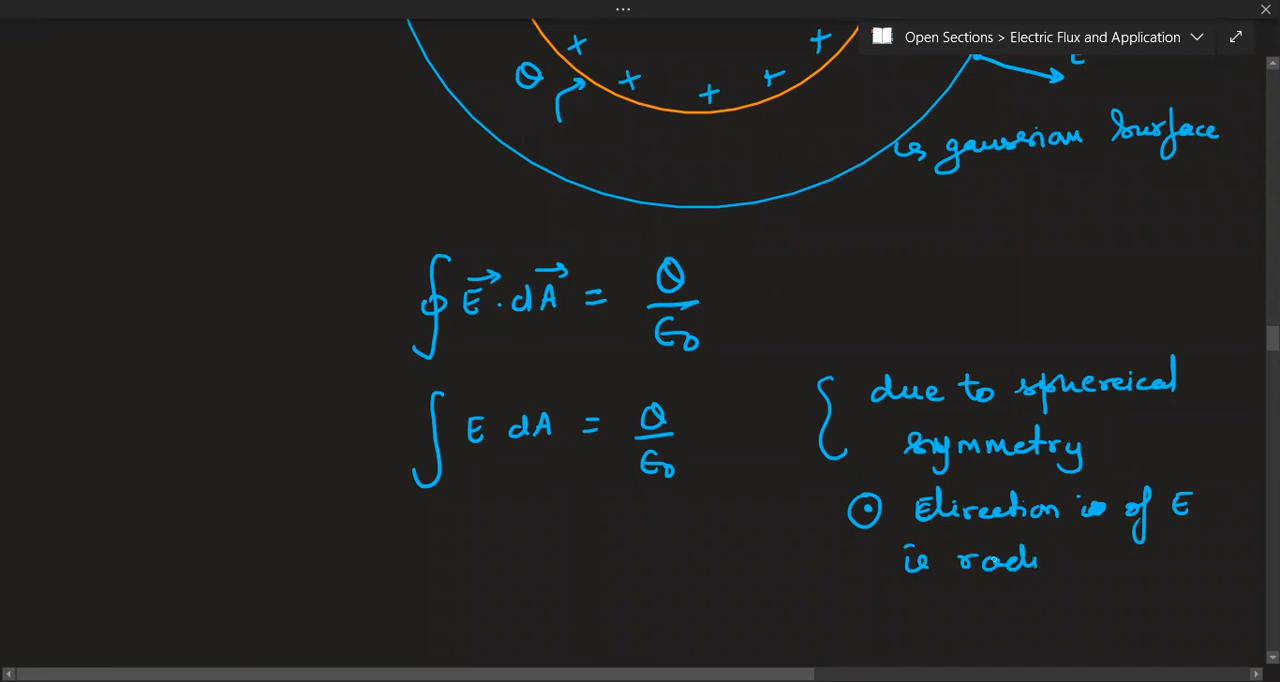 Open Sections > Electric Flux and Application
+ + + + +
Q
E
gaussian surface
∮ E⃗ . dA⃗ = Q/ε0
∫ E dA = Q/ε0
{ due to sphereical
symmetry
⊙ Direction is of E
is radi